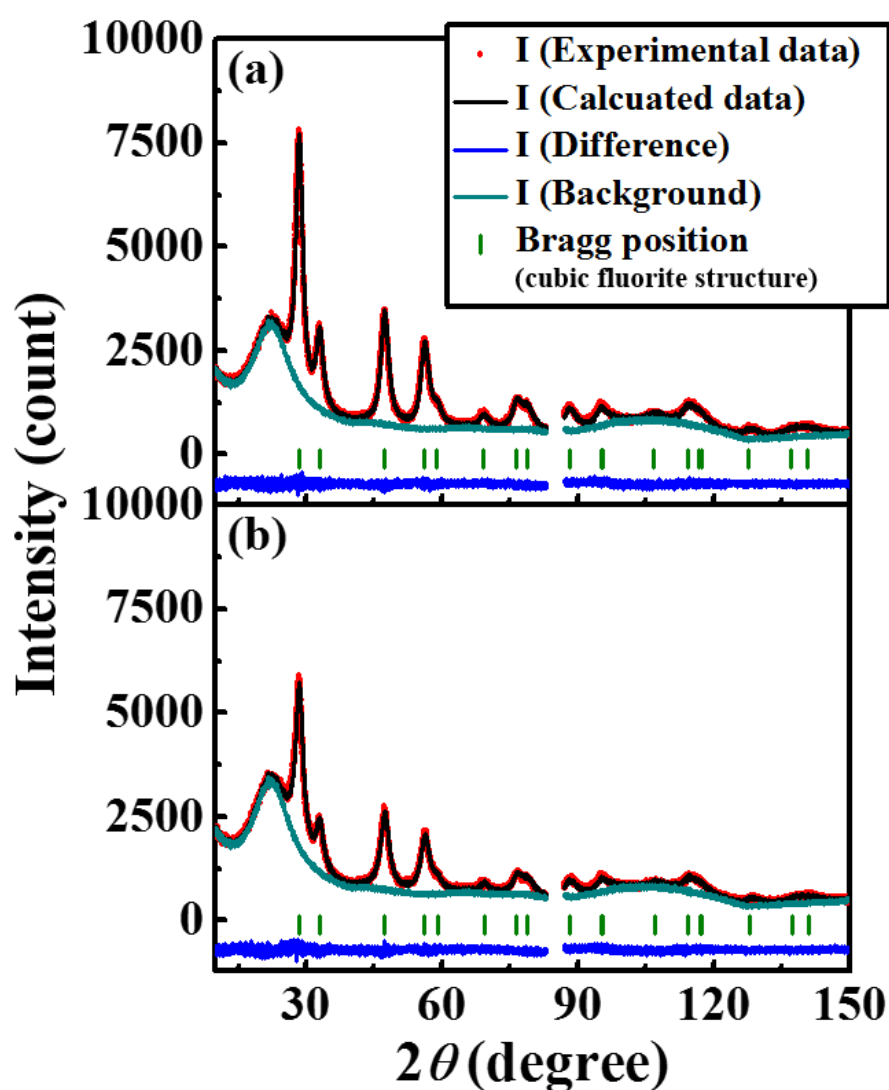 10000
(a)
I (Experimental data)
I (Calcuated data)
I (Difference)
I (Background)
Bragg position
(cubic fluorite structure)
7500
5000
2500
0
10000
(b)
7500
5000
2500
0
30 60 90 120 150
Intensity (count)
2θ (degree)